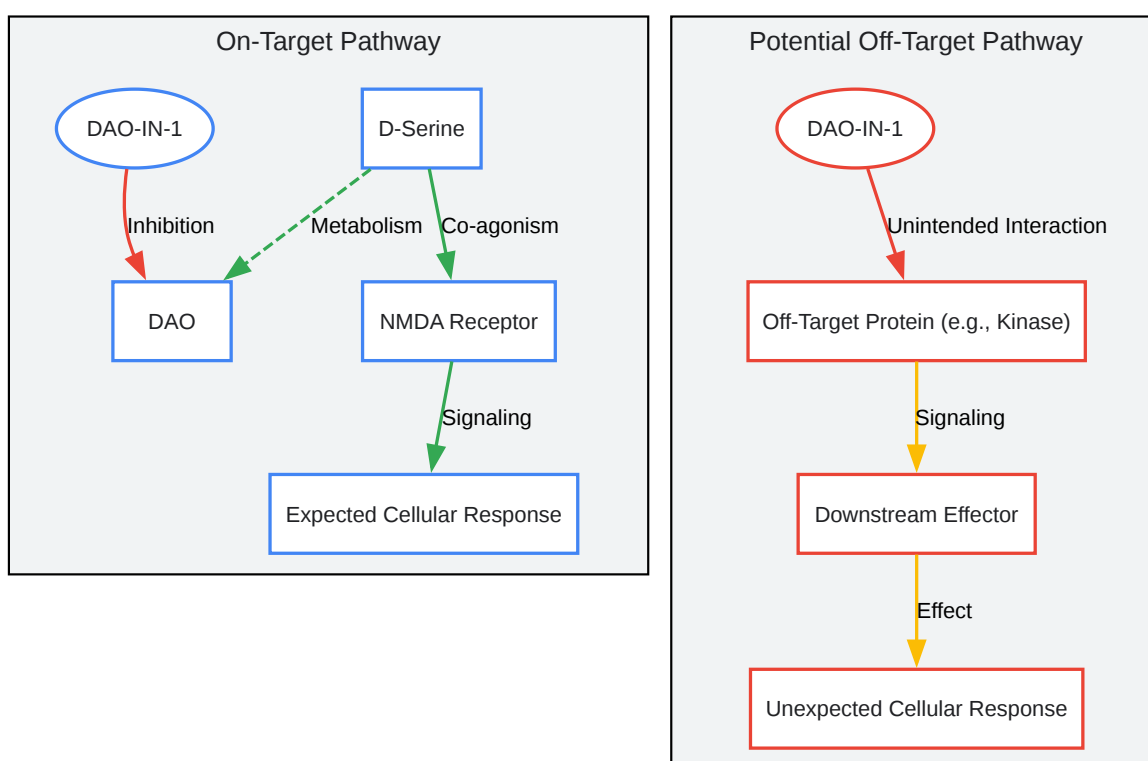 On-Target Pathway
DAO-IN-1
D-Serine
Inhibition
Metabolism
Co-agonism
DAO
NMDA Receptor
Signaling
Expected Cellular Response
Potential Off-Target Pathway
DAO-IN-1
Unintended Interaction
Off-Target Protein (e.g., Kinase)
Signaling
Downstream Effector
Effect
Unexpected Cellular Response